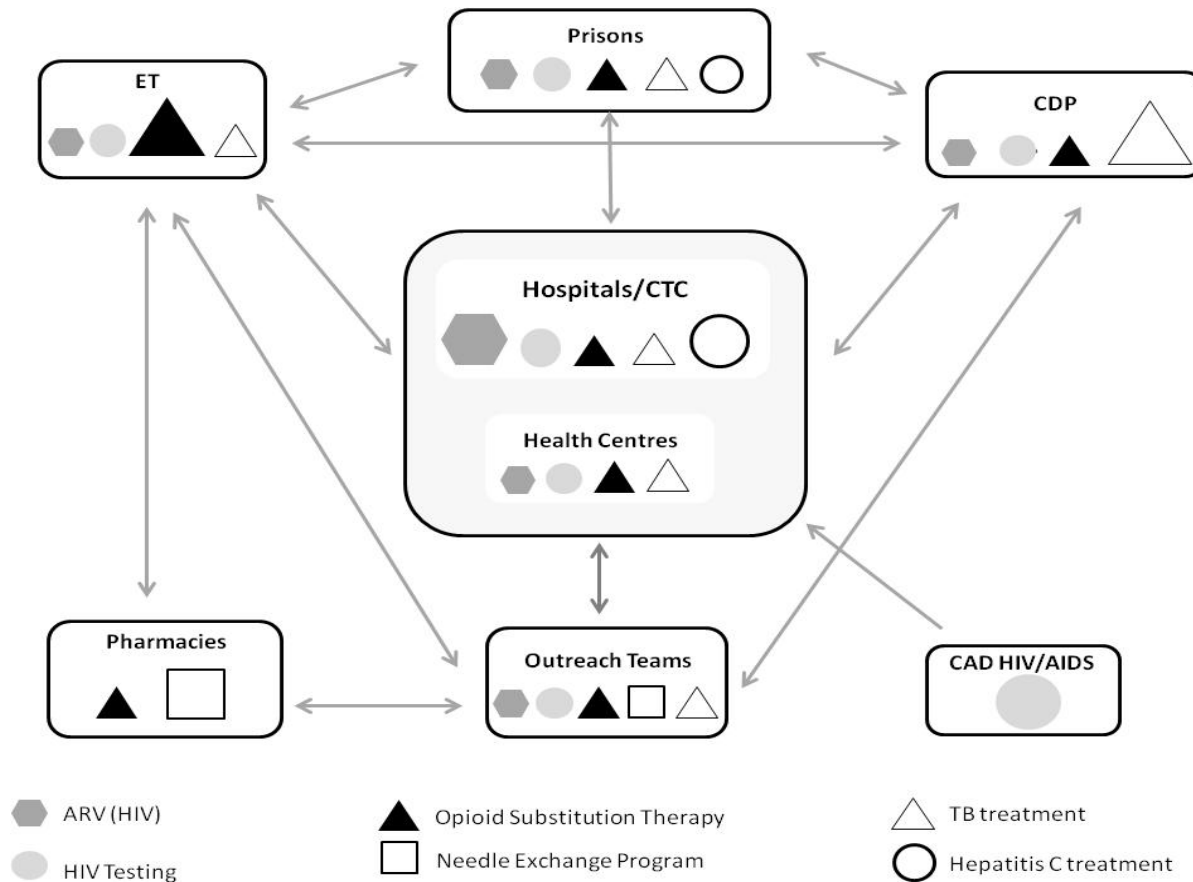 Prisons
ET
CDP
Hospitals/CTC
Health Centres
Pharmacies
Outreach Teams
CAD HIV/AIDS
ARV (HIV)
Opioid Substitution Therapy
TB treatment
HIV Testing
Needle Exchange Program
Hepatitis C treatment